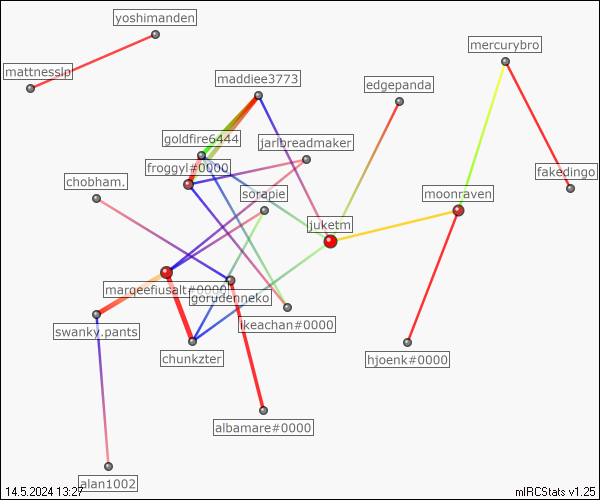 yoshimanden
mercurybro
mattnesslp
maddiee3773
edgepanda
goldfire6444
jarlbreadmaker
froggyl#0000
fakedingo
chobham.
sorapie
moonraven
juketm
margeefusalt#0000
gorudenneko
ikeachan#0000
swanky.pants
chunkzter
hjoenk#0000
albamare#0000
alan1002
14.5.2024 13:27
mIRCStats v1.25